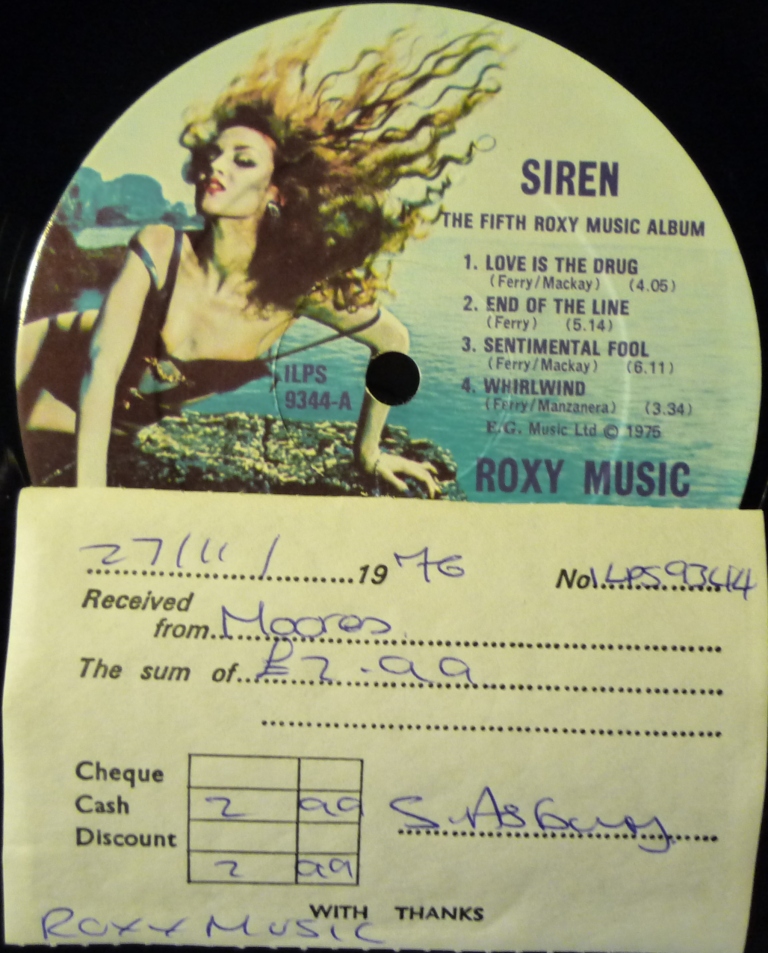 SIREN
THE FIFTH ROXY MUSIC ALBUM
1. LOVE IS THE DRUG
(Ferry/Mackay) (4.05)
2. END OF THE LINE
(Ferry) (5.14)
3. SENTIMENTAL FOOL
(Ferry/Mackay) (6.11)
4. WHIRLWIND
(Ferry/Manzanera) (3.34)
E.G. Music Ltd © 1975
ILPS
9344-A
ROXY MUSIC
27/11/ 1976 No. ILPS9344
Received
from Moores.
The sum of £2.99
Cheque
Cash 2 99
Discount
2 99
S. Asbury
WITH THANKS
ROXY MUSIC